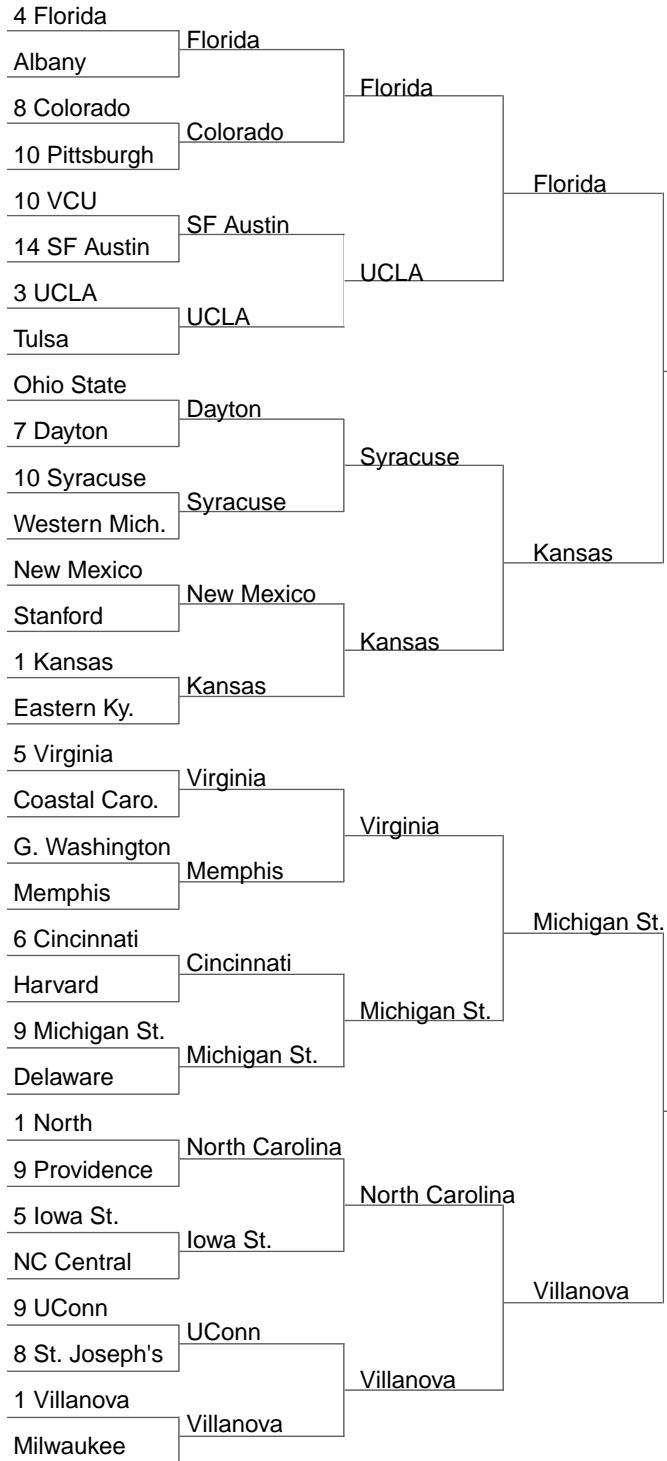 4 Florida
Albany
8 Colorado
10 Pittsburgh
10 VCU
14 SF Austin
3 UCLA
Tulsa
Ohio State
7 Dayton
10 Syracuse
Western Mich.
New Mexico
Stanford
1 Kansas
Eastern Ky.
5 Virginia
Coastal Caro.
G. Washington
Memphis
6 Cincinnati
Harvard
9 Michigan St.
Delaware
1 North
9 Providence
5 Iowa St.
NC Central
9 UConn
8 St. Joseph's
1 Villanova
Milwaukee
Florida
Colorado
SF Austin
UCLA
Dayton
Syracuse
New Mexico
Kansas
Virginia
Memphis
Cincinnati
Michigan St.
North Carolina
Iowa St.
UConn
Villanova
Florida
UCLA
Syracuse
Kansas
Virginia
Michigan St.
North Carolina
Villanova
Florida
Kansas
Michigan St.
Villanova